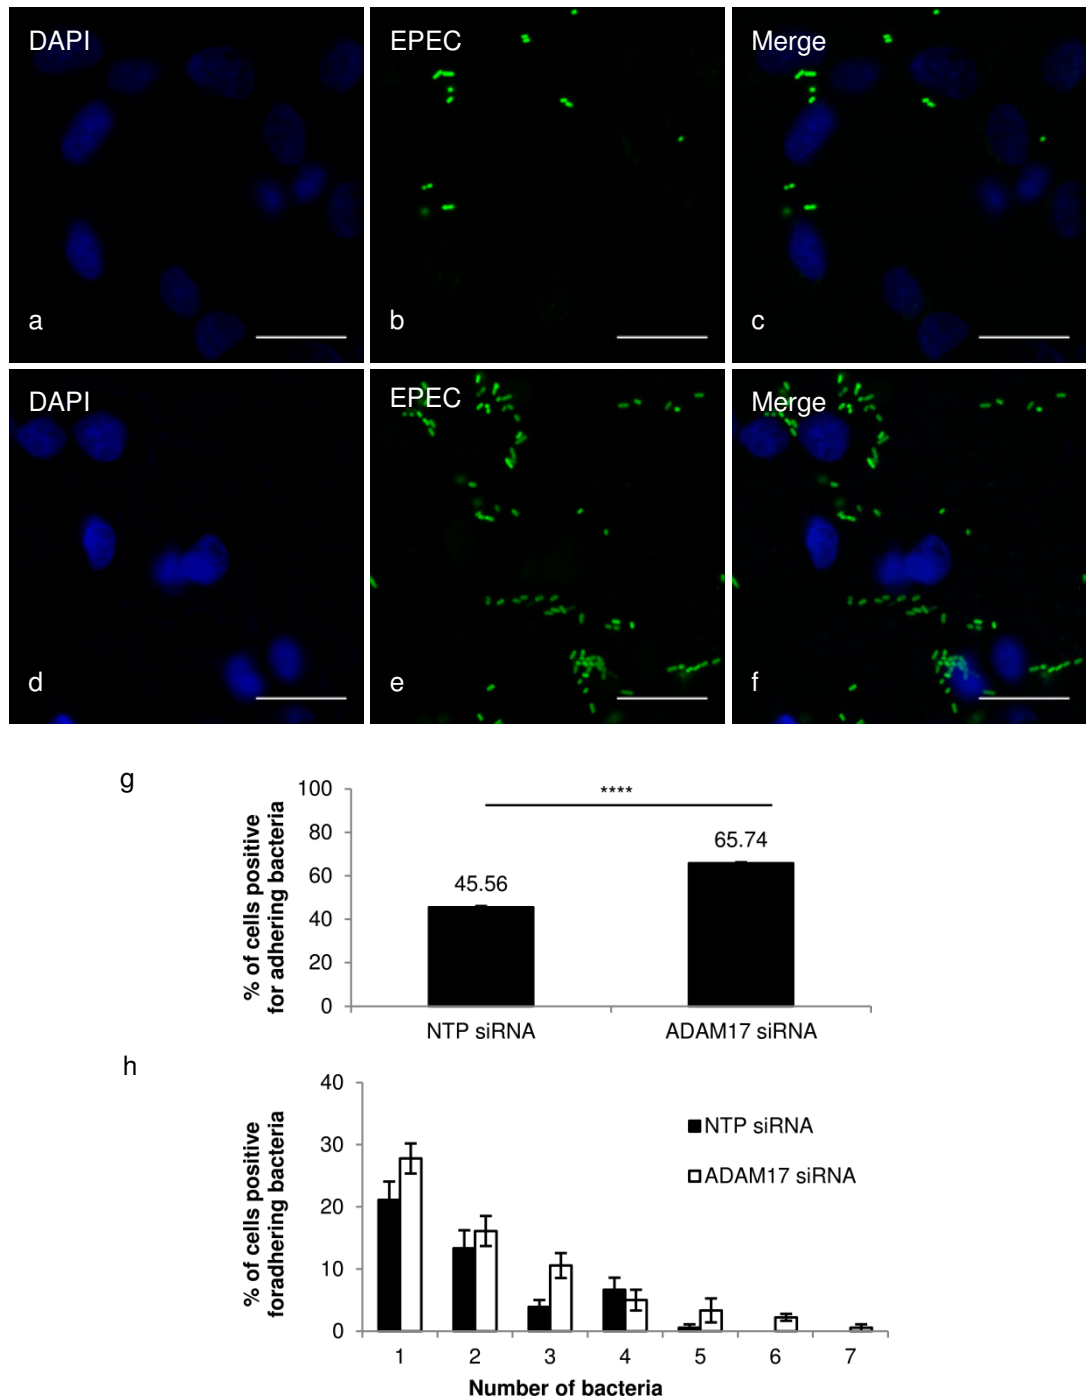 DAPI
EPEC
Merge
a
b
c
DAPI
EPEC
Merge
d
e
f
g
% of cells positive
for adhering bacteria
100
80
60
40
20
0
****
45.56
65.74
NTP siRNA
ADAM17 siRNA
h
% of cells positive
foradhering bacteria
40
30
20
10
0
NTP siRNA
ADAM17 siRNA
1 2 3 4 5 6 7
Number of bacteria